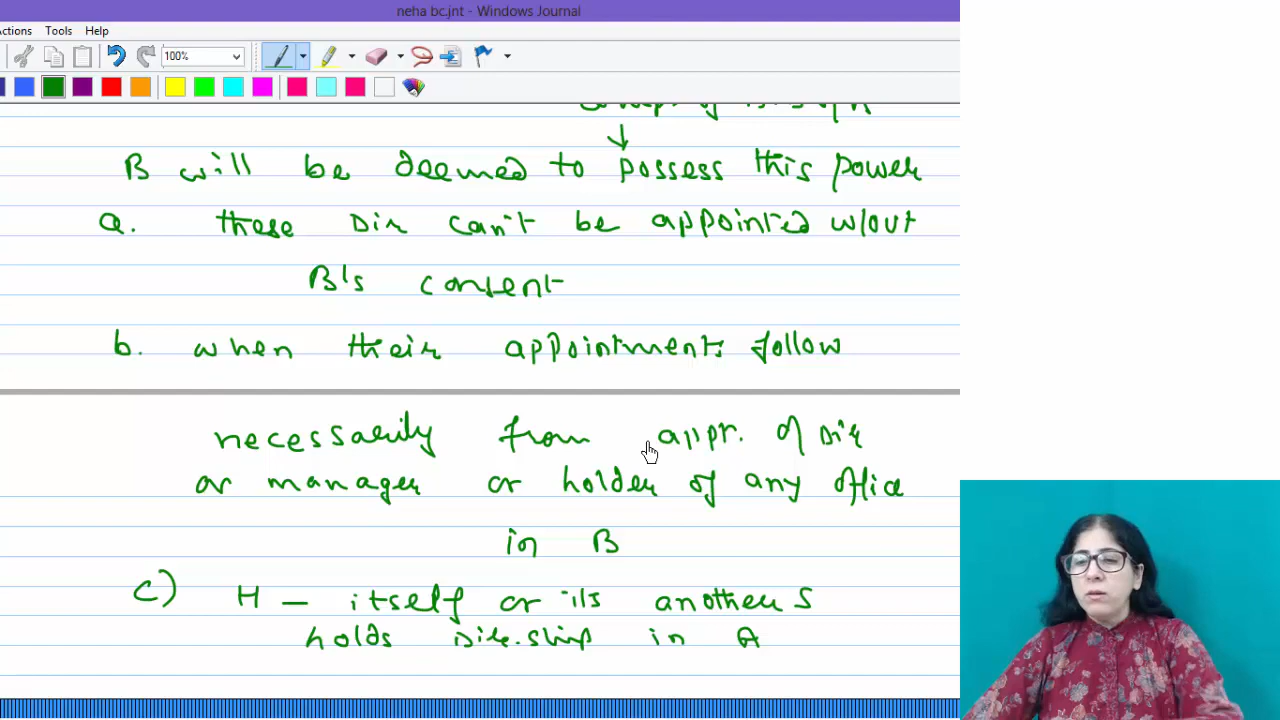 neha bc.jnt - Windows Journal
Actions Tools Help
100%
B will be deemed to possess this power
a. these Dir can't be appointed w/out
B's consent
b. when their appointments follow
necessarily from appr. of Dir
or manager or holder of any office
in B
c) H - itself or its another S
holds Dir.ship in A